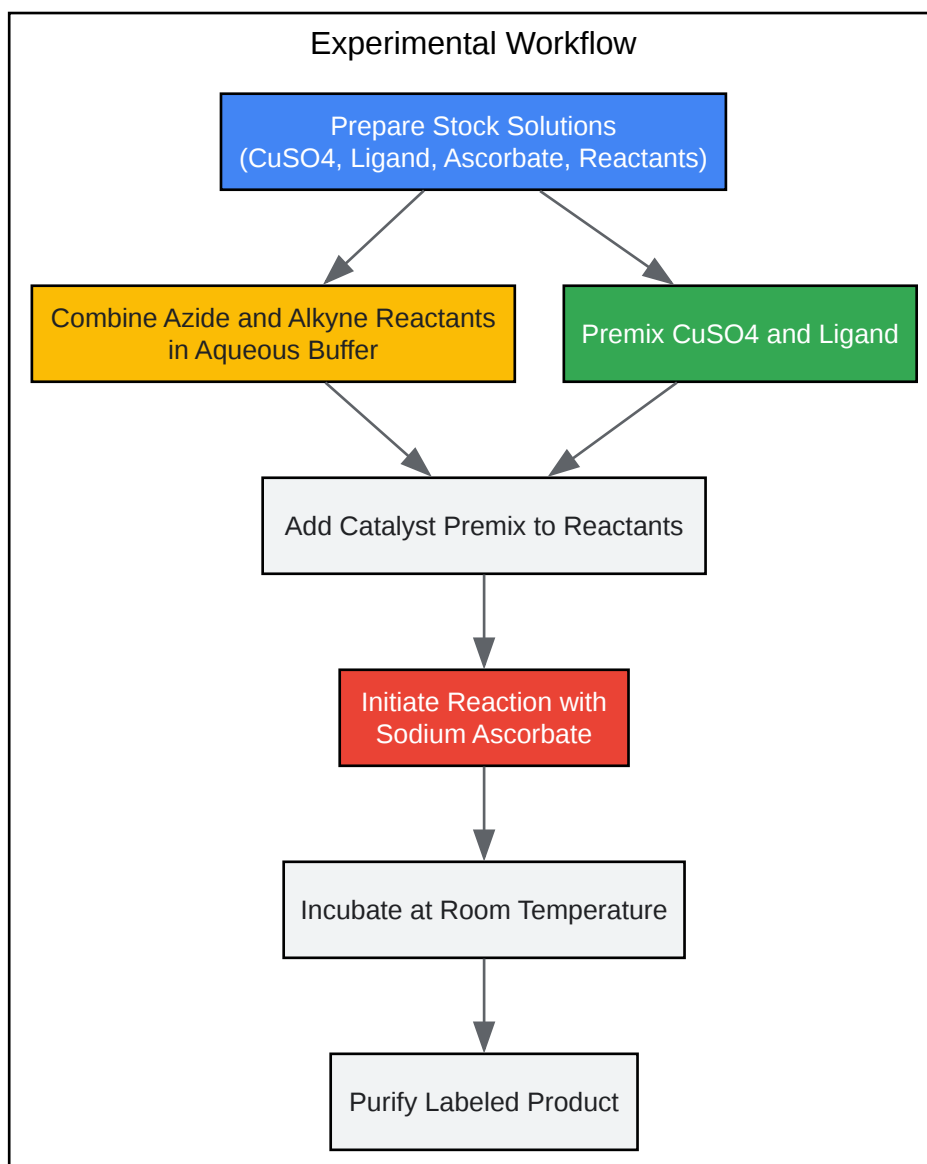 Experimental Workflow
Prepare Stock Solutions
(CuSO4, Ligand, Ascorbate, Reactants)
Combine Azide and Alkyne Reactants
in Aqueous Buffer
Premix CuSO4 and Ligand
Add Catalyst Premix to Reactants
Initiate Reaction with
Sodium Ascorbate
Incubate at Room Temperature
Purify Labeled Product